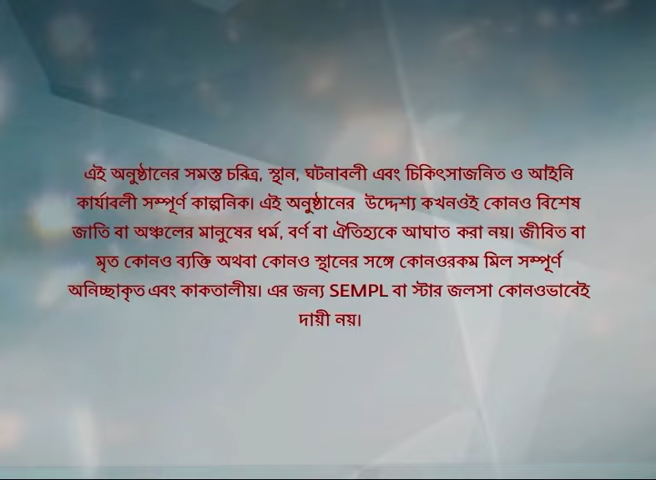 এই অনুষ্ঠানের সমস্ত চরিত্র, স্থান, ঘটনাবলী এবং চিকিৎসাজনিত ও আইনি
কার্যাবলী সম্পূর্ণ কাল্পনিক। এই অনুষ্ঠানের উদ্দেশ্য কখনওই কোনও বিশেষ
জাতি বা অঞ্চলের মানুষের ধর্ম, বর্ণ বা ঐতিহ্যকে আঘাত করা নয়। জীবিত বা
মৃত কোনও ব্যক্তি অথবা কোনও স্থানের সঙ্গে কোনওরকম মিল সম্পূর্ণ
অনিচ্ছাকৃত এবং কাকতালীয়। এর জন্য SEMPL বা স্টার জলসা কোনওভাবেই
দায়ী নয়।